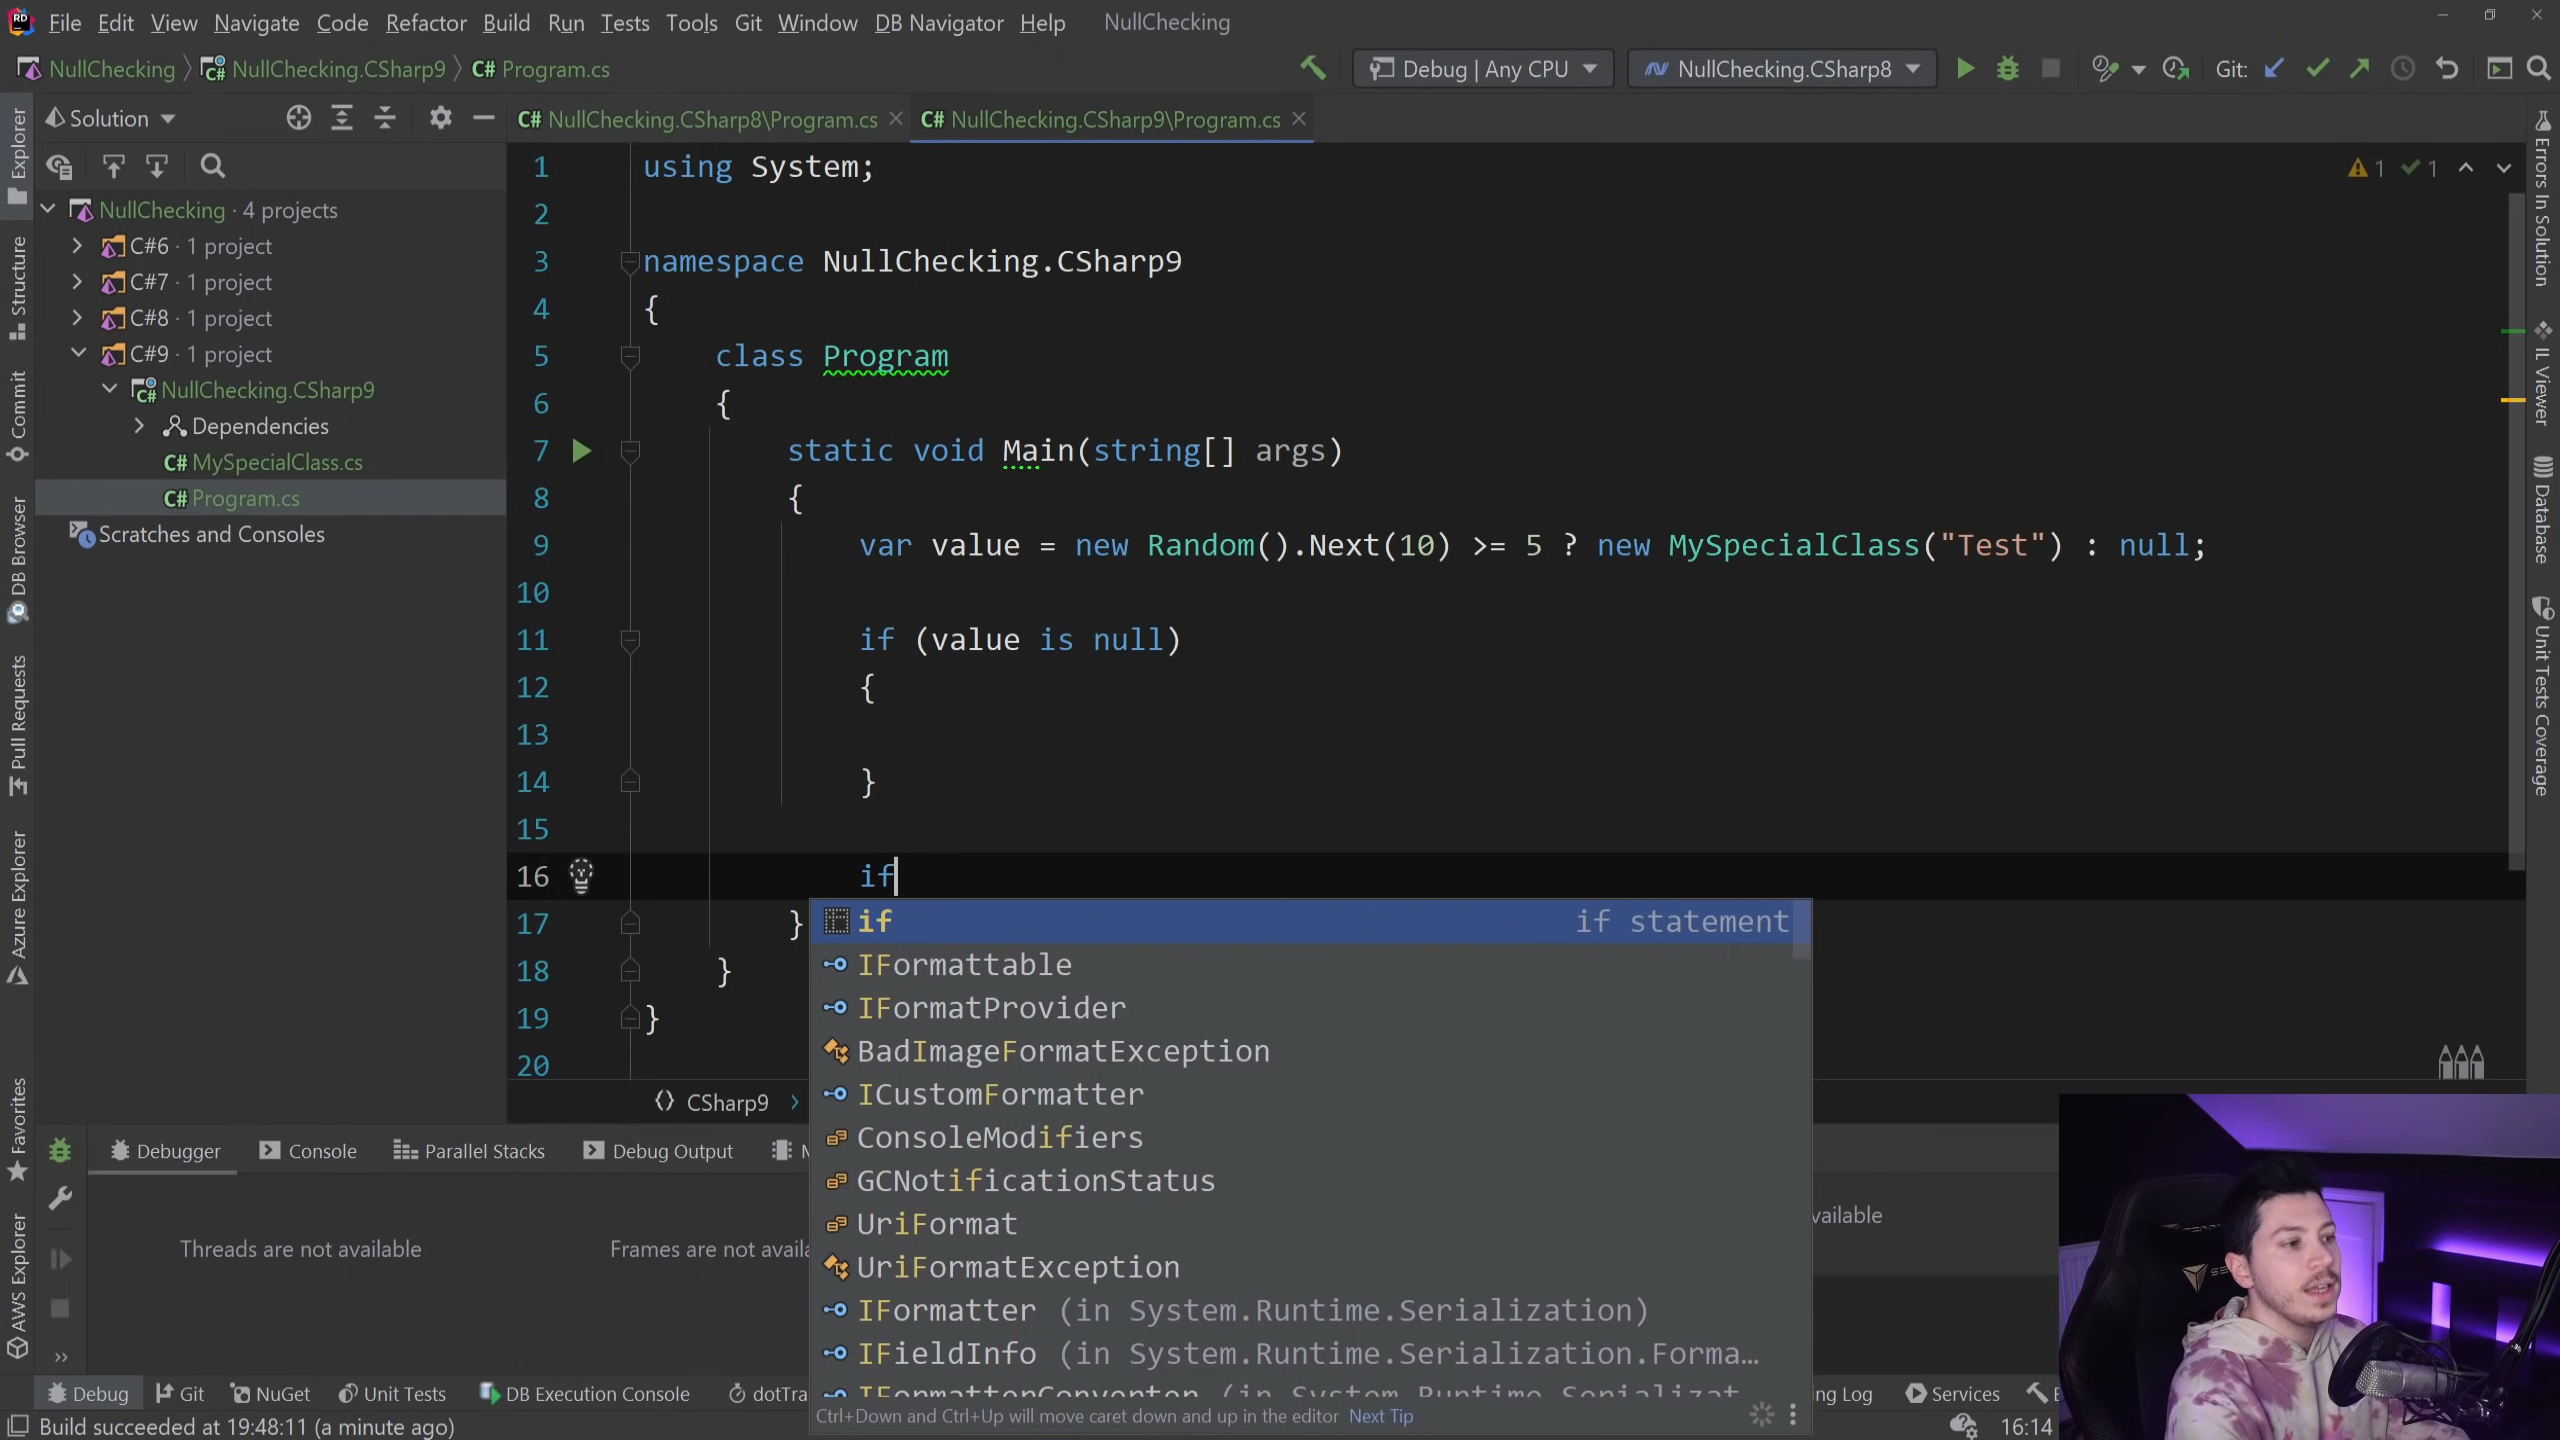 File Edit View Navigate Code Refactor Build Run Tests Tools Git Window DB Navigator Help NullChecking
NullChecking NullChecking.CSharp9 C# Program.cs Debug | Any CPU NullChecking.CSharp8 Git:
Solution
C# NullChecking.CSharp8\Program.cs C# NullChecking.CSharp9\Program.cs
NullChecking · 4 projects
C#6 · 1 project
C#7 · 1 project
C#8 · 1 project
C#9 · 1 project
NullChecking.CSharp9
Dependencies
C# MySpecialClass.cs
C# Program.cs
Scratches and Consoles
Explorer
Structure
Commit
DB Browser
Pull Requests
Azure Explorer
Favorites
AWS Explorer
1 using System;
2
3 namespace NullChecking.CSharp9
4 {
5 class Program
6 {
7 static void Main(string[] args)
8 {
9 var value = new Random().Next(10) >= 5 ? new MySpecialClass("Test") : null;
10
11 if (value is null)
12 {
13
14 }
15
16 if
17 }
18 }
19 }
20
1 1
if if statement
IFormattable
IFormatProvider
BadImageFormatException
ICustomFormatter
ConsoleModifiers
GCNotificationStatus
UriFormat
UriFormatException
IFormatter (in System.Runtime.Serialization)
IFieldInfo (in System.Runtime.Serialization.Forma…
IFormatterConverter (in System.Runtime.Serializat
Ctrl+Down and Ctrl+Up will move caret down and up in the editor Next Tip
Errors In Solution
IL Viewer
Database
Unit Tests Coverage
CSharp9
Debugger Console Parallel Stacks Debug Output M
Threads are not available
Frames are not availa
vailable
Debug Git NuGet Unit Tests DB Execution Console dotTra ng Log Services
Build succeeded at 19:48:11 (a minute ago) 16:14